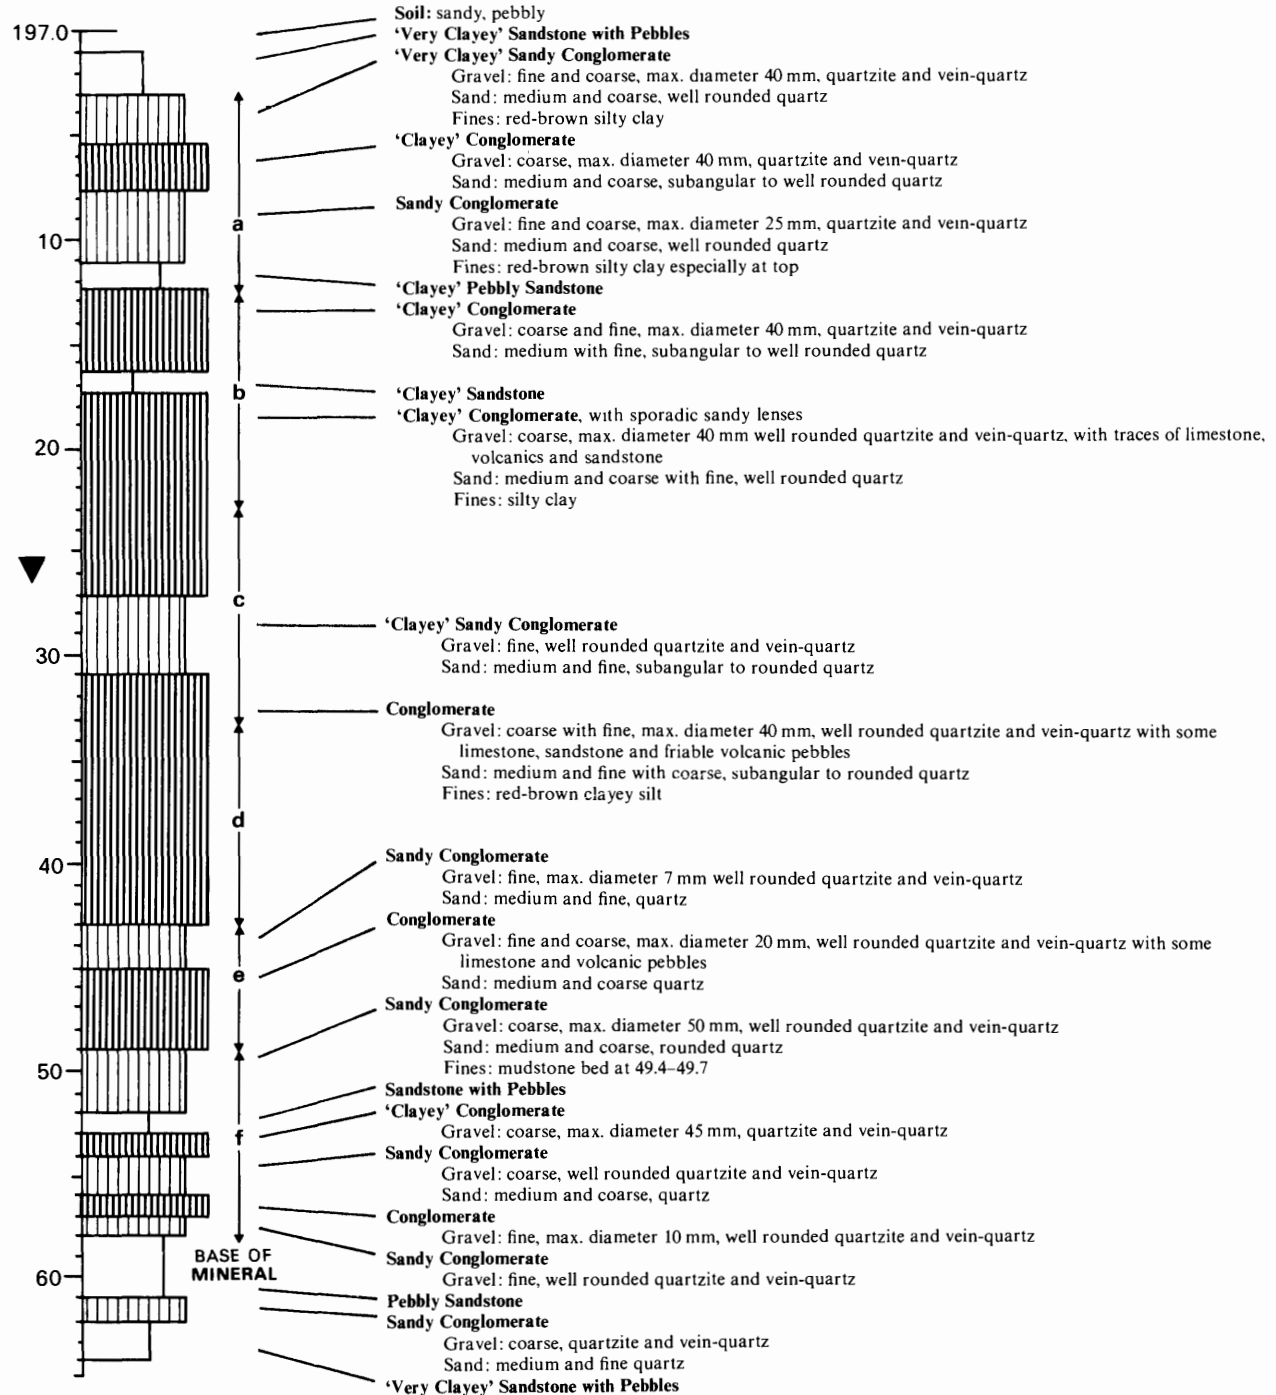 197.0
10
20
30
40
50
60
a
b
c
d
e
f
BASE OF
MINERAL
Soil: sandy, pebbly
‘Very Clayey’ Sandstone with Pebbles
‘Very Clayey’ Sandy Conglomerate
Gravel: fine and coarse, max. diameter 40 mm, quartzite and vein-quartz
Sand: medium and coarse, well rounded quartz
Fines: red-brown silty clay
‘Clayey’ Conglomerate
Gravel: coarse, max. diameter 40 mm, quartzite and vein-quartz
Sand: medium and coarse, subangular to well rounded quartz
Sandy Conglomerate
Gravel: fine and coarse, max. diameter 25 mm, quartzite and vein-quartz
Sand: medium and coarse, well rounded quartz
Fines: red-brown silty clay especially at top
‘Clayey’ Pebbly Sandstone
‘Clayey’ Conglomerate
Gravel: coarse and fine, max. diameter 40 mm, quartzite and vein-quartz
Sand: medium with fine, subangular to well rounded quartz
‘Clayey’ Sandstone
‘Clayey’ Conglomerate, with sporadic sandy lenses
Gravel: coarse, max. diameter 40 mm well rounded quartzite and vein-quartz, with traces of limestone,
volcanics and sandstone
Sand: medium and coarse with fine, well rounded quartz
Fines: silty clay
‘Clayey’ Sandy Conglomerate
Gravel: fine, well rounded quartzite and vein-quartz
Sand: medium and fine, subangular to rounded quartz
Conglomerate
Gravel: coarse with fine, max. diameter 40 mm, well rounded quartzite and vein-quartz with some
limestone, sandstone and friable volcanic pebbles
Sand: medium and fine with coarse, subangular to rounded quartz
Fines: red-brown clayey silt
Sandy Conglomerate
Gravel: fine, max. diameter 7 mm well rounded quartzite and vein-quartz
Sand: medium and fine, quartz
Conglomerate
Gravel: fine and coarse, max. diameter 20 mm, well rounded quartzite and vein-quartz with some
limestone and volcanic pebbles
Sand: medium and coarse quartz
Sandy Conglomerate
Gravel: coarse, max. diameter 50 mm, well rounded quartzite and vein-quartz
Sand: medium and coarse, rounded quartz
Fines: mudstone bed at 49.4–49.7
Sandstone with Pebbles
‘Clayey’ Conglomerate
Gravel: coarse, max. diameter 45 mm, quartzite and vein-quartz
Sandy Conglomerate
Gravel: coarse, well rounded quartzite and vein-quartz
Sand: medium and coarse, quartz
Conglomerate
Gravel: fine, max. diameter 10 mm, well rounded quartzite and vein-quartz
Sandy Conglomerate
Gravel: fine, well rounded quartzite and vein-quartz
Pebbly Sandstone
Sandy Conglomerate
Gravel: coarse, quartzite and vein-quartz
Sand: medium and fine quartz
‘Very Clayey’ Sandstone with Pebbles